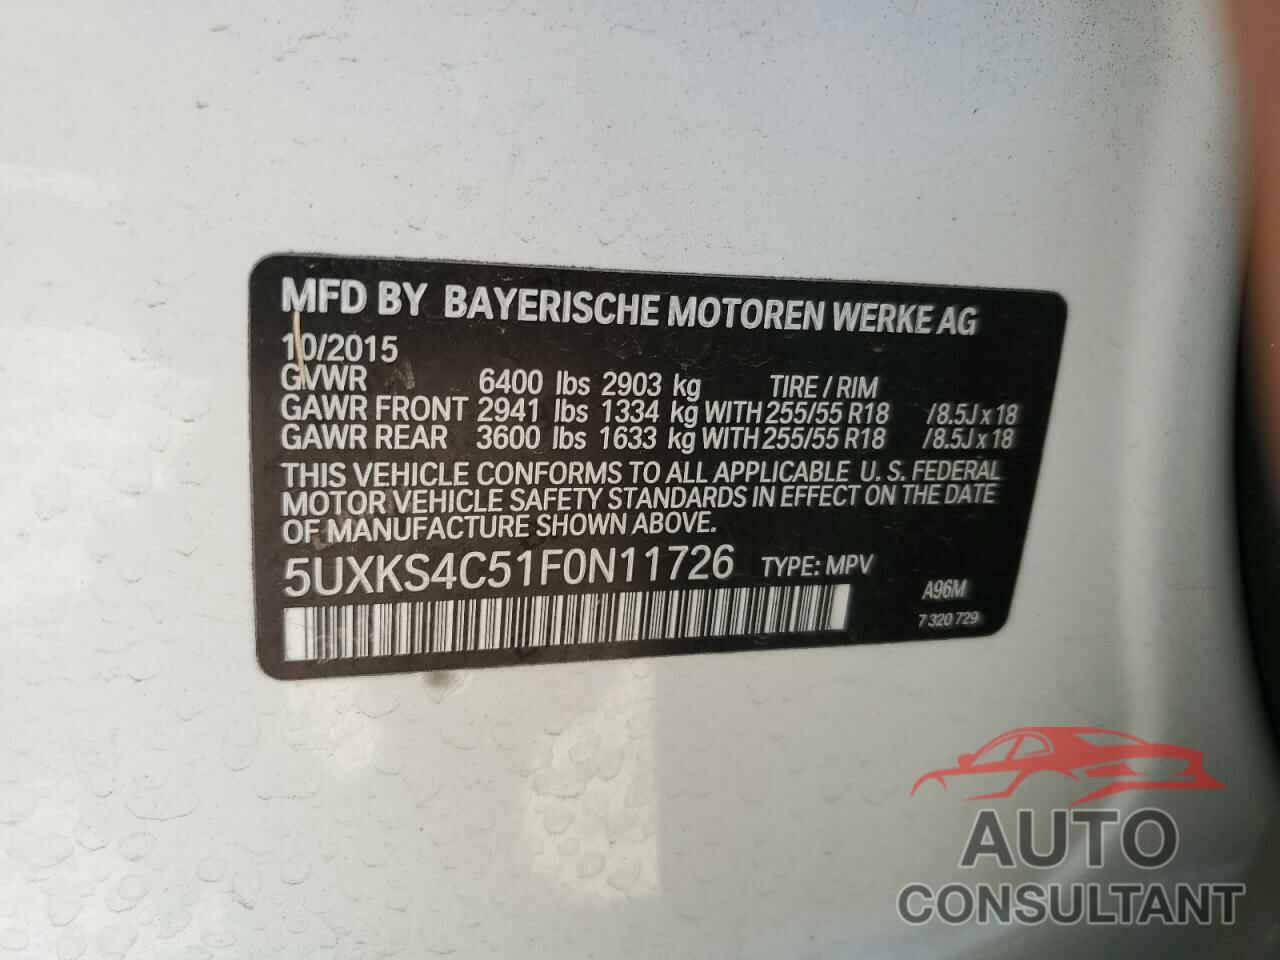 MFD BY BAYERISCHE MOTOREN WERKE AG
10/2015
GVWR 6400 lbs 2903 kg TIRE / RIM
GAWR FRONT 2941 lbs 1334 kg WITH 255/55 R18 /8.5J x 18
GAWR REAR 3600 lbs 1633 kg WITH 255/55 R18 /8.5J x 18
THIS VEHICLE CONFORMS TO ALL APPLICABLE U. S. FEDERAL
MOTOR VEHICLE SAFETY STANDARDS IN EFFECT ON THE DATE
OF MANUFACTURE SHOWN ABOVE.
5UXKS4C51F0N11726 TYPE: MPV
A96M
7 320 729
AUTO
CONSULTANT